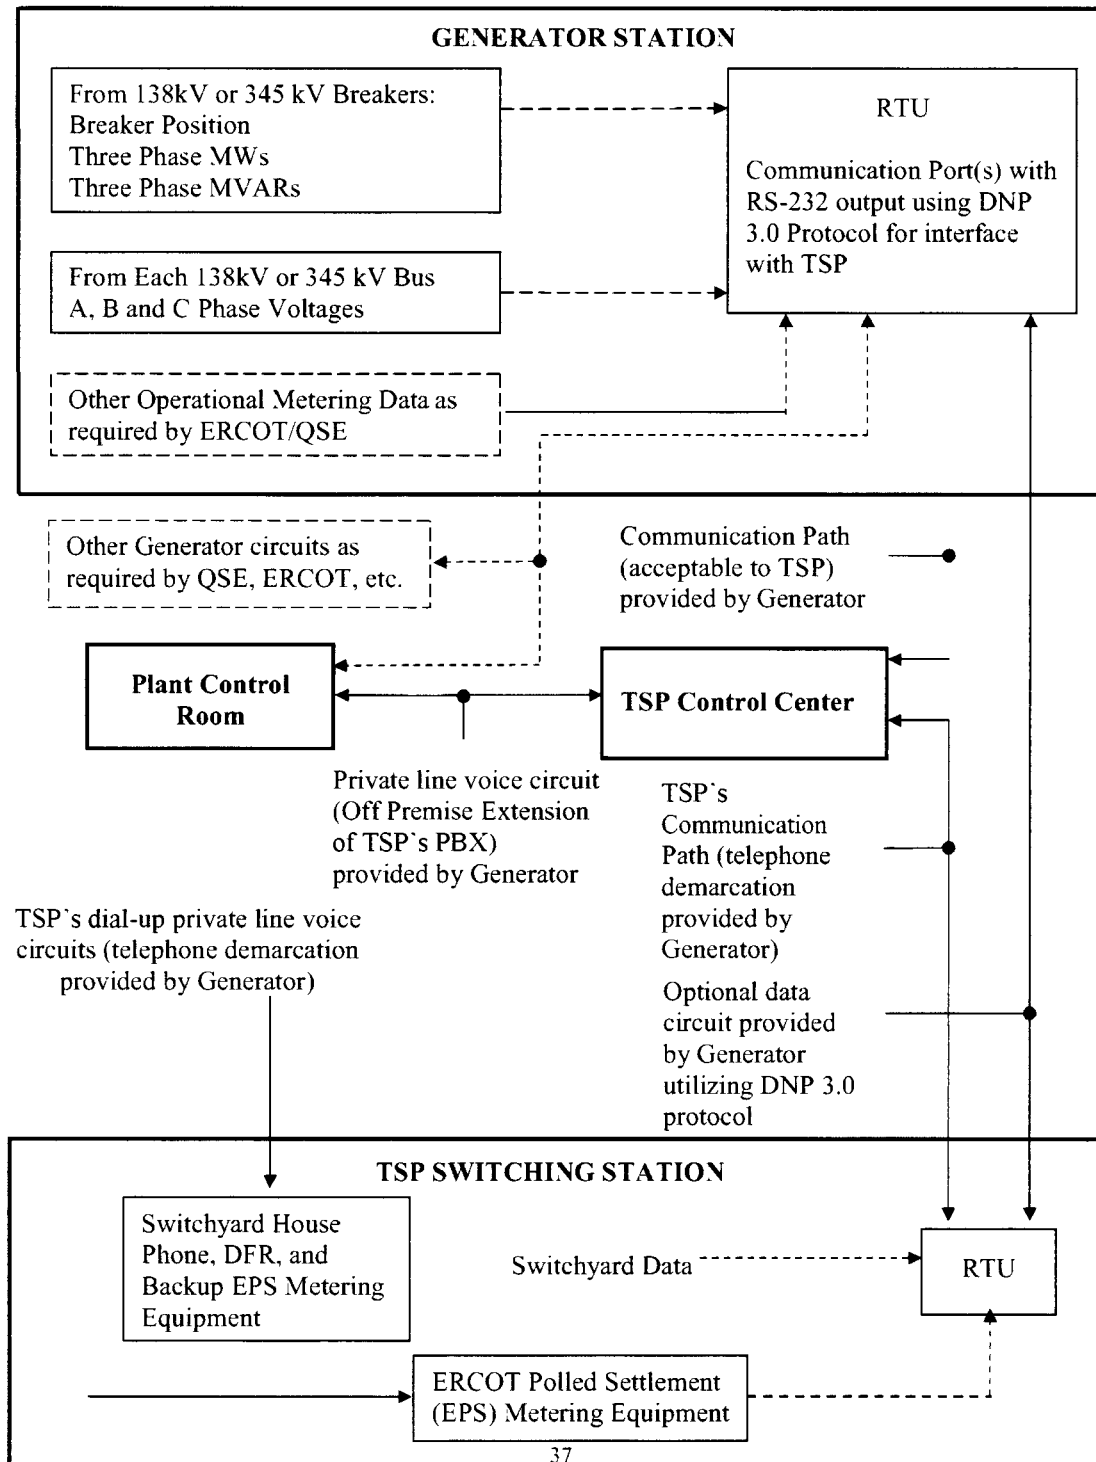 GENERATOR STATION
From 138kV or 345 kV Breakers:
Breaker Position
Three Phase MWs
Three Phase MVARs
RTU
Communication Port(s) with
RS-232 output using DNP
3.0 Protocol for interface
with TSP
From Each 138kV or 345 kV Bus
A, B and C Phase Voltages
Other Operational Metering Data as
required by ERCOT/QSE
Other Generator circuits as
required by QSE, ERCOT, etc.
Communication Path
(acceptable to TSP)
provided by Generator
Plant Control
Room
TSP Control Center
Private line voice circuit
(Off Premise Extension
of TSP's PBX)
provided by Generator
TSP's
Communication
Path (telephone
demarcation
provided by
Generator)
TSP's dial-up private line voice
circuits (telephone demarcation
provided by Generator)
Optional data
circuit provided
by Generator
utilizing DNP 3.0
protocol
TSP SWITCHING STATION
Switchyard House
Phone, DFR, and
Backup EPS Metering
Equipment
Switchyard Data
RTU
ERCOT Polled Settlement
(EPS) Metering Equipment
37